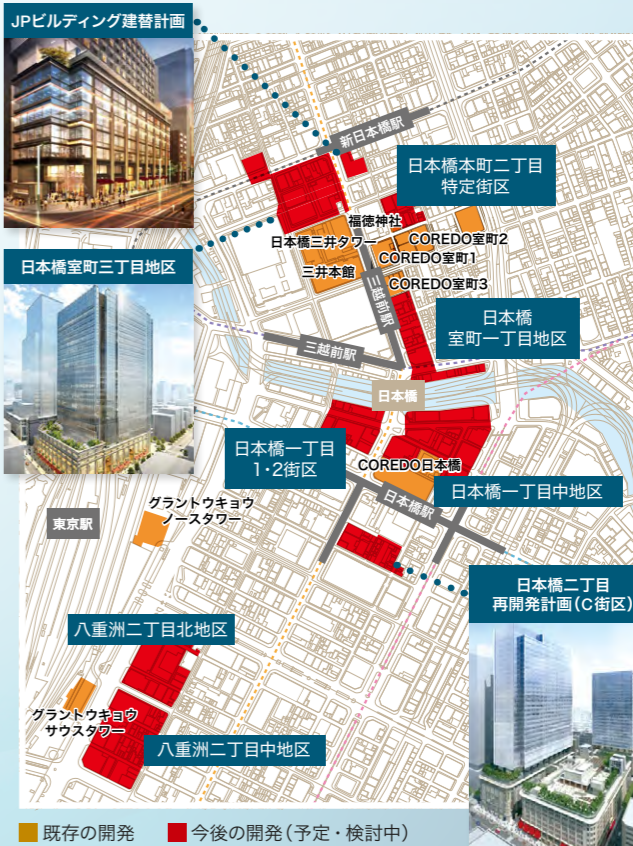 JPビルディング建替計画
新日本橋駅
日本橋本町二丁目
特定街区
福徳神社
日本橋三井タワー
COREDO室町2
COREDO室町1
三井本館
COREDO室町3
日本橋室町三丁目地区
三越前駅
日本橋
室町一丁目地区
三越前駅
日本橋
日本橋一丁目
1・2街区
COREDO日本橋
日本橋一丁目中地区
日本橋駅
グラントウキョウ
ノースタワー
東京駅
日本橋二丁目
再開発計画(C街区)
八重洲二丁目北地区
グラントウキョウ
サウスタワー
八重洲二丁目中地区
既存の開発
今後の開発(予定・検討中)